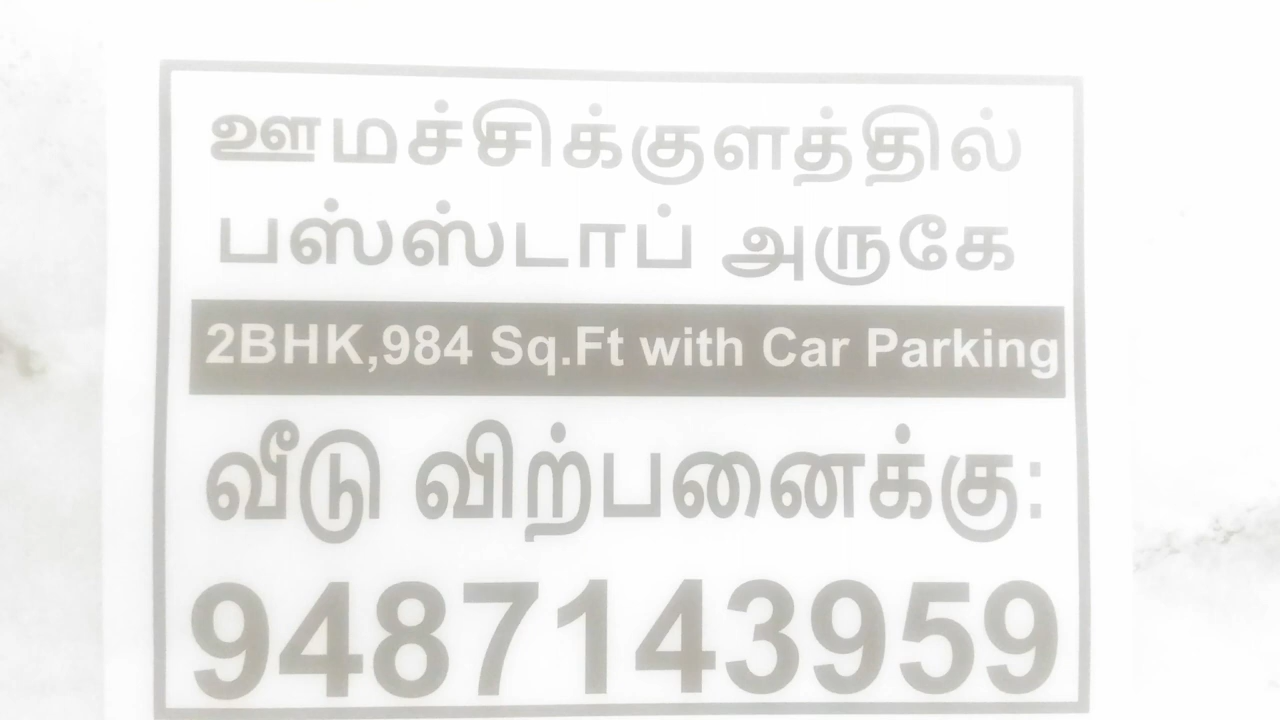 ஊமச்சிக்குளத்தில்
பஸ்ஸ்டாப் அருகே
2BHK,984 Sq.Ft with Car Parking
வீடு விற்பனைக்கு:
9487143959